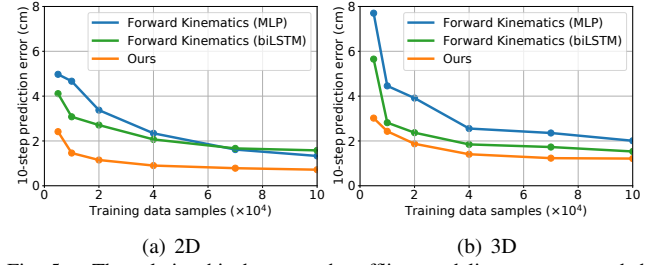 8
6
4
2
0
10-step prediction error (cm)
Forward Kinematics (MLP)
Forward Kinematics (biLSTM)
Ours
0 2 4 6 8 10
Training data samples (×10⁴)
(a) 2D
8
6
4
2
0
10-step prediction error (cm)
Forward Kinematics (MLP)
Forward Kinematics (biLSTM)
Ours
0 2 4 6 8 10
Training data samples (×10⁴)
(b) 3D